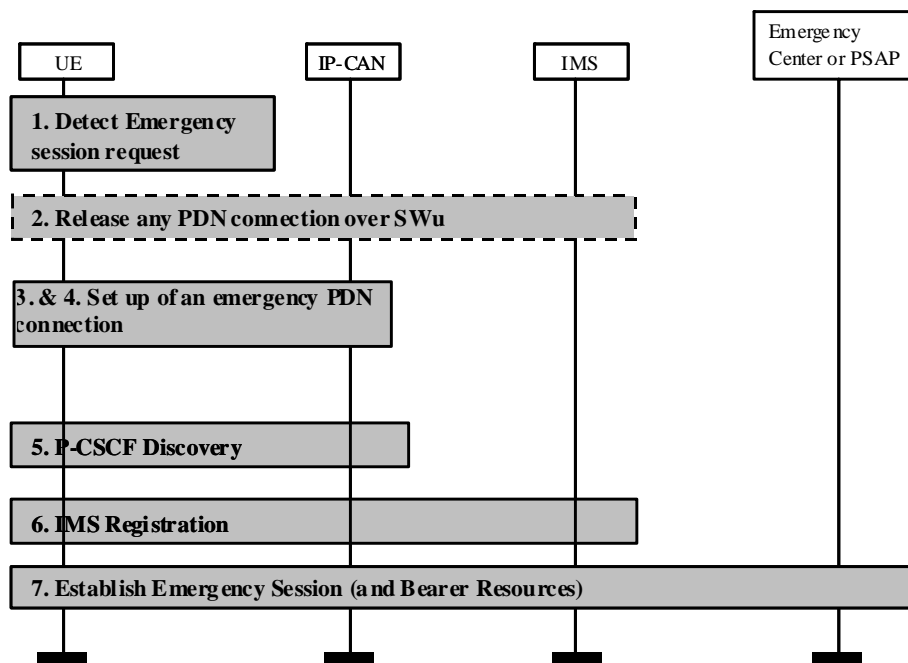 UE
IP-CAN
IMS
Emergency
Center or PSAP
1. Detect Emergency
session request
2. Release any PDN connection over SWu
3. & 4. Set up of an emergency PDN
connection
5. P-CSCF Discovery
6. IMS Registration
7. Establish Emergency Session (and Bearer Resources)